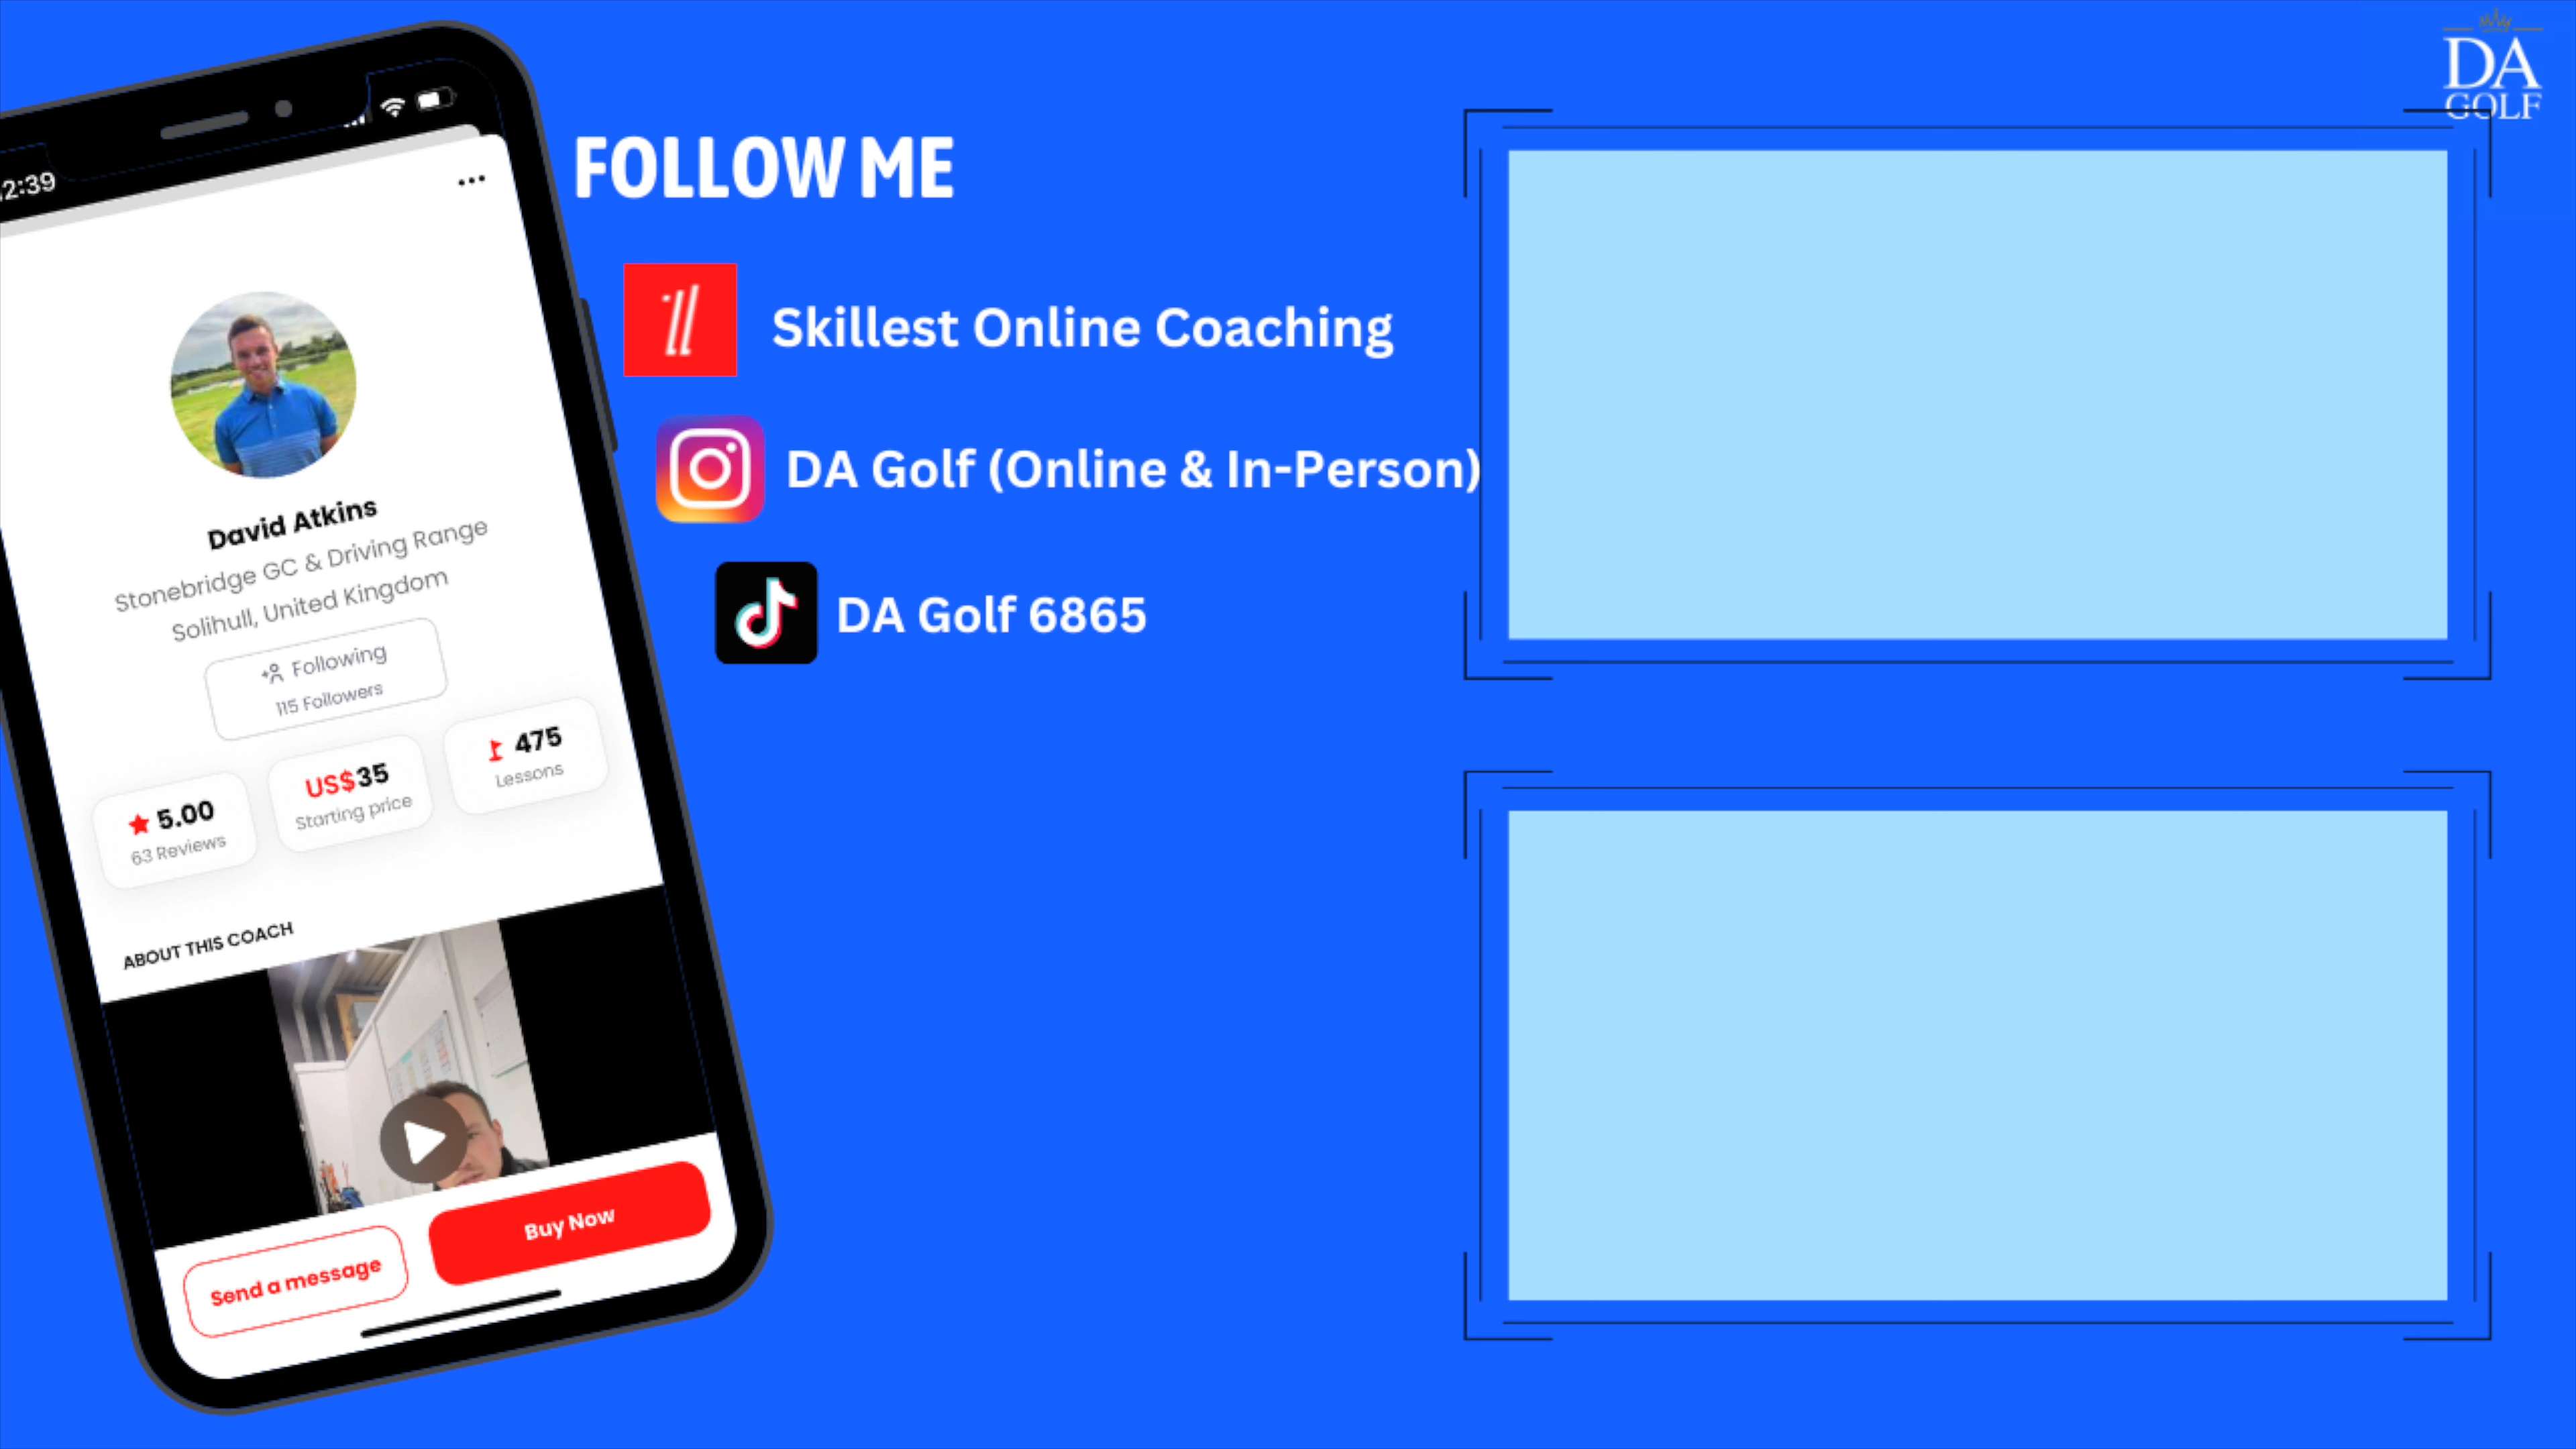 DA
GOLF
FOLLOW ME
Skillest Online Coaching
DA Golf (Online & In-Person)
DA Golf 6865
2:39
David Atkins
Stonebridge GC & Driving Range
Solihull, United Kingdom
Following
115 Followers
5.00
63 Reviews
US$35
Starting price
475
Lessons
ABOUT THIS COACH
Send a message
Buy Now